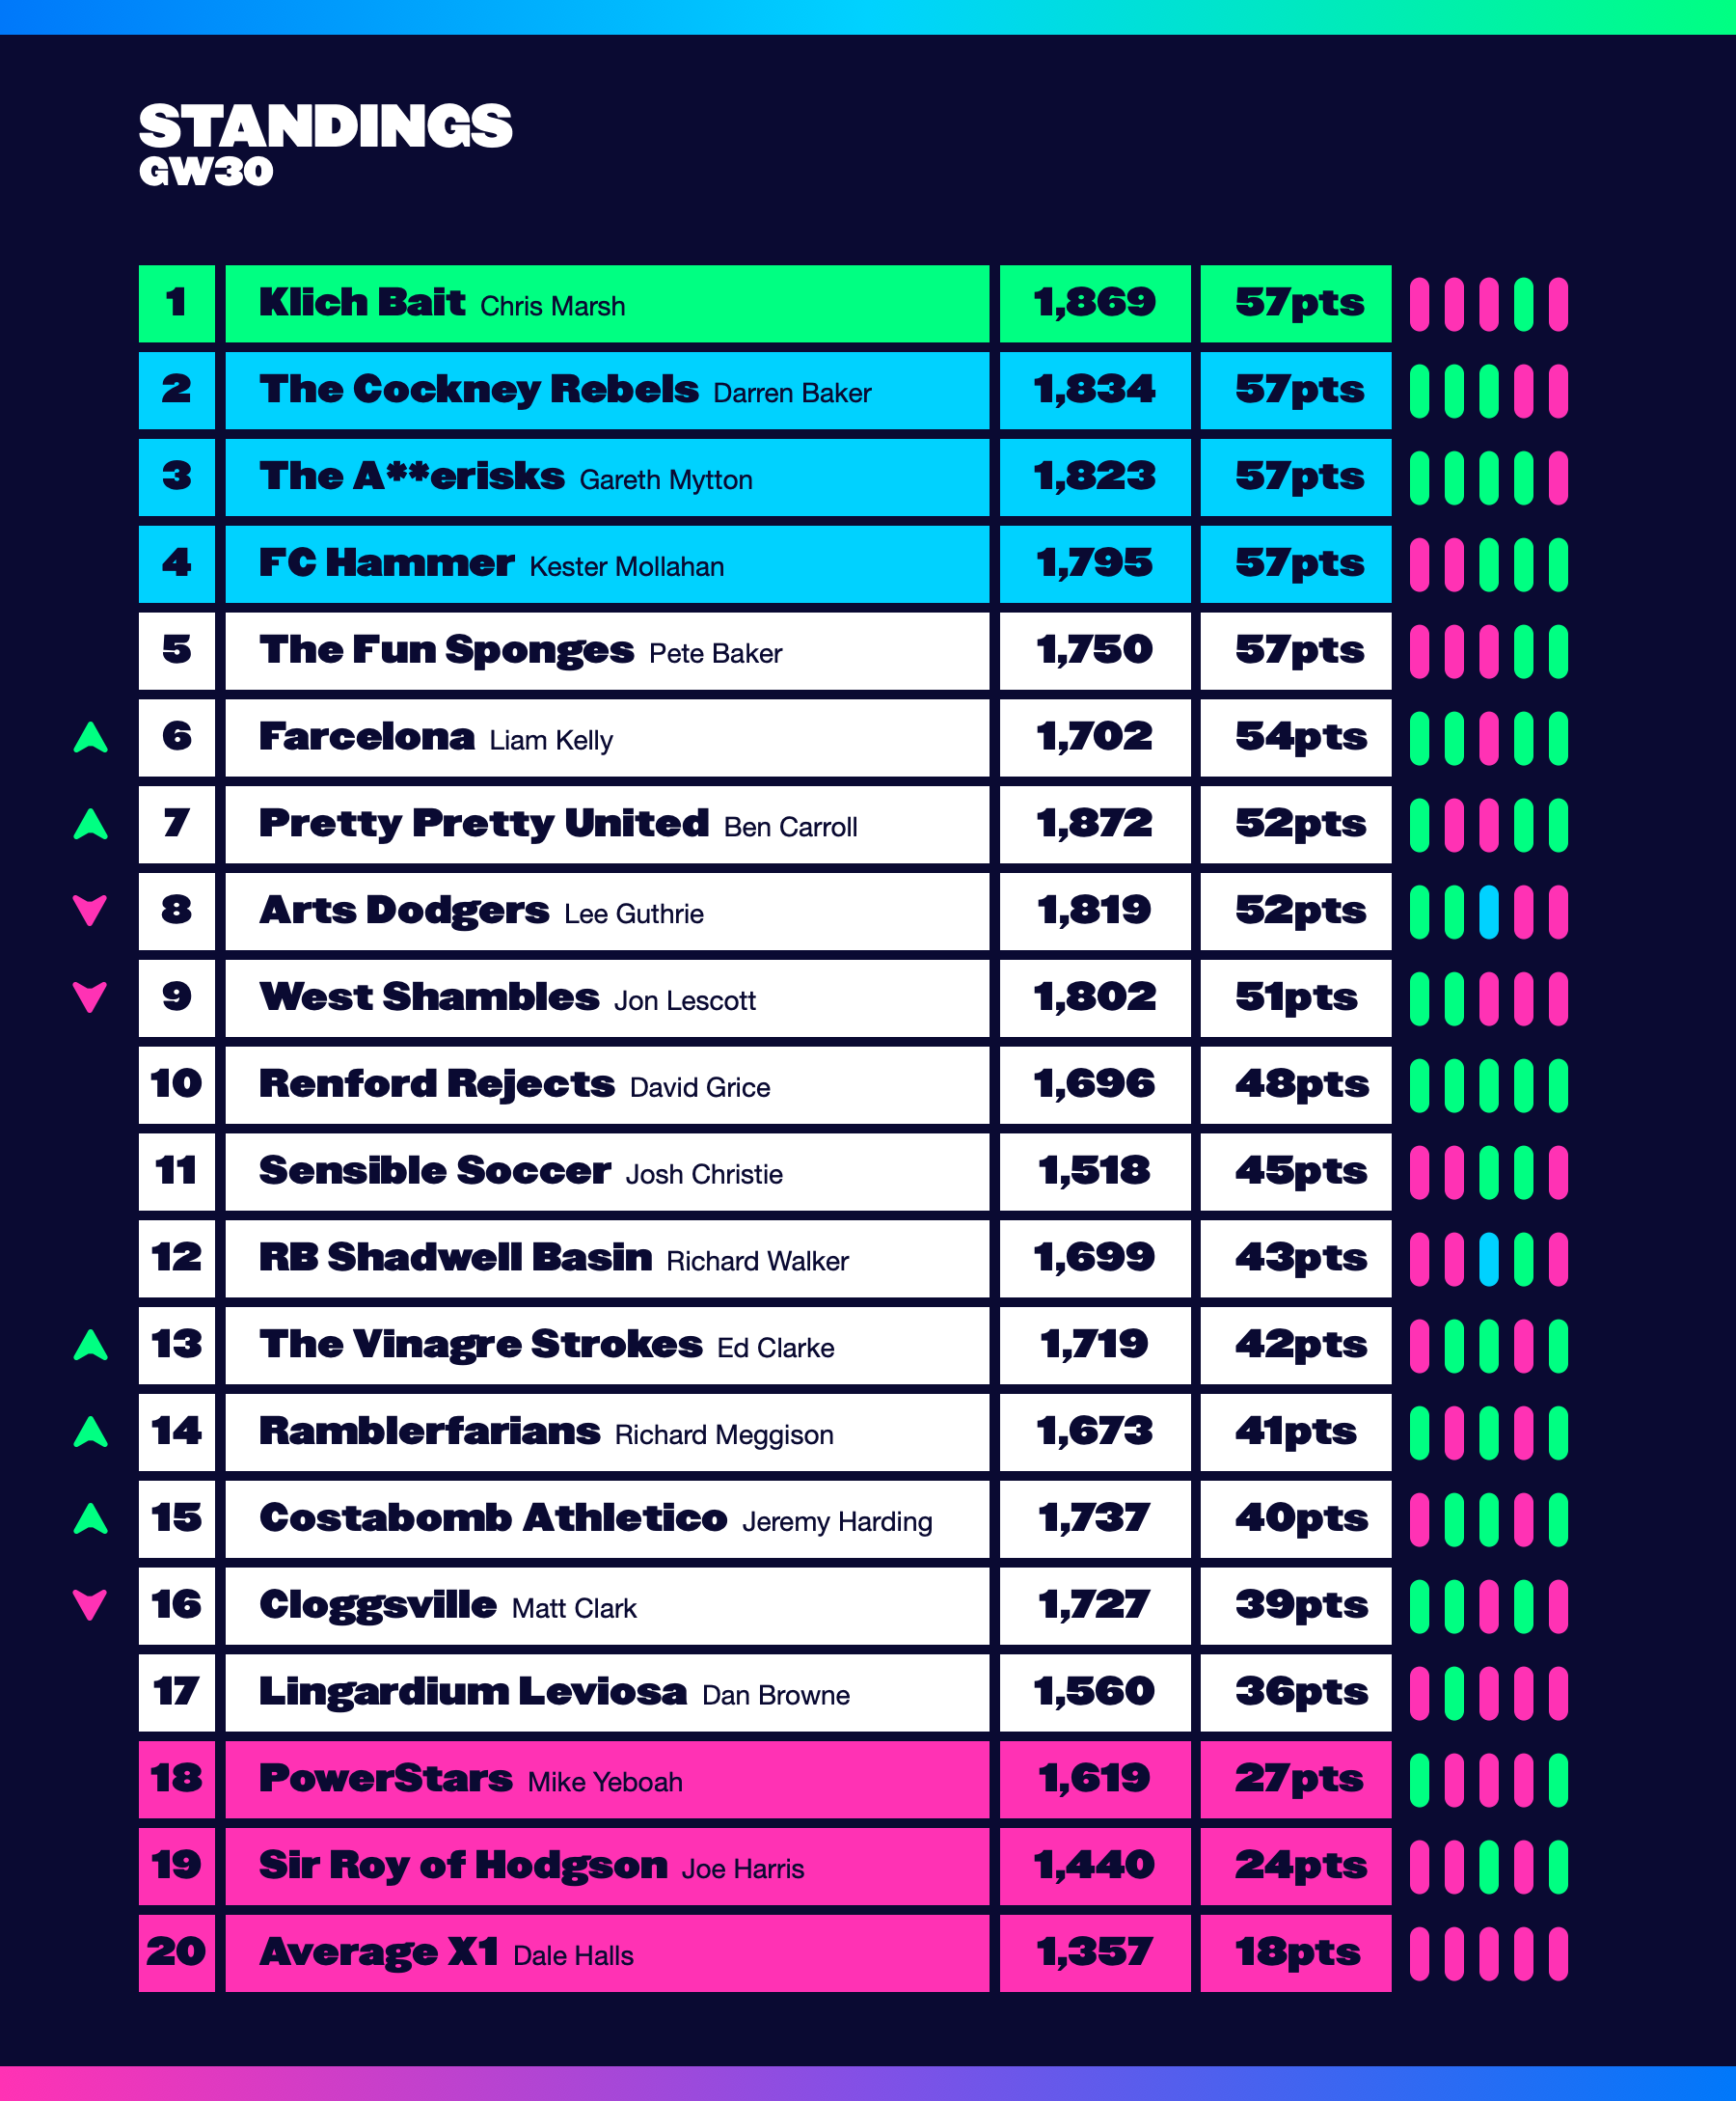 STANDINGS
GW30
1 Klich Bait Chris Marsh 1,869 57pts
2 The Cockney Rebels Darren Baker 1,834 57pts
3 The A**erisks Gareth Mytton 1,823 57pts
4 FC Hammer Kester Mollahan 1,795 57pts
5 The Fun Sponges Pete Baker 1,750 57pts
6 Farcelona Liam Kelly 1,702 54pts
7 Pretty Pretty United Ben Carroll 1,872 52pts
8 Arts Dodgers Lee Guthrie 1,819 52pts
9 West Shambles Jon Lescott 1,802 51pts
10 Renford Rejects David Grice 1,696 48pts
11 Sensible Soccer Josh Christie 1,518 45pts
12 RB Shadwell Basin Richard Walker 1,699 43pts
13 The Vinagre Strokes Ed Clarke 1,719 42pts
14 Ramblerfarians Richard Meggison 1,673 41pts
15 Costabomb Athletico Jeremy Harding 1,737 40pts
16 Cloggsville Matt Clark 1,727 39pts
17 Lingardium Leviosa Dan Browne 1,560 36pts
18 PowerStars Mike Yeboah 1,619 27pts
19 Sir Roy of Hodgson Joe Harris 1,440 24pts
20 Average X1 Dale Halls 1,357 18pts